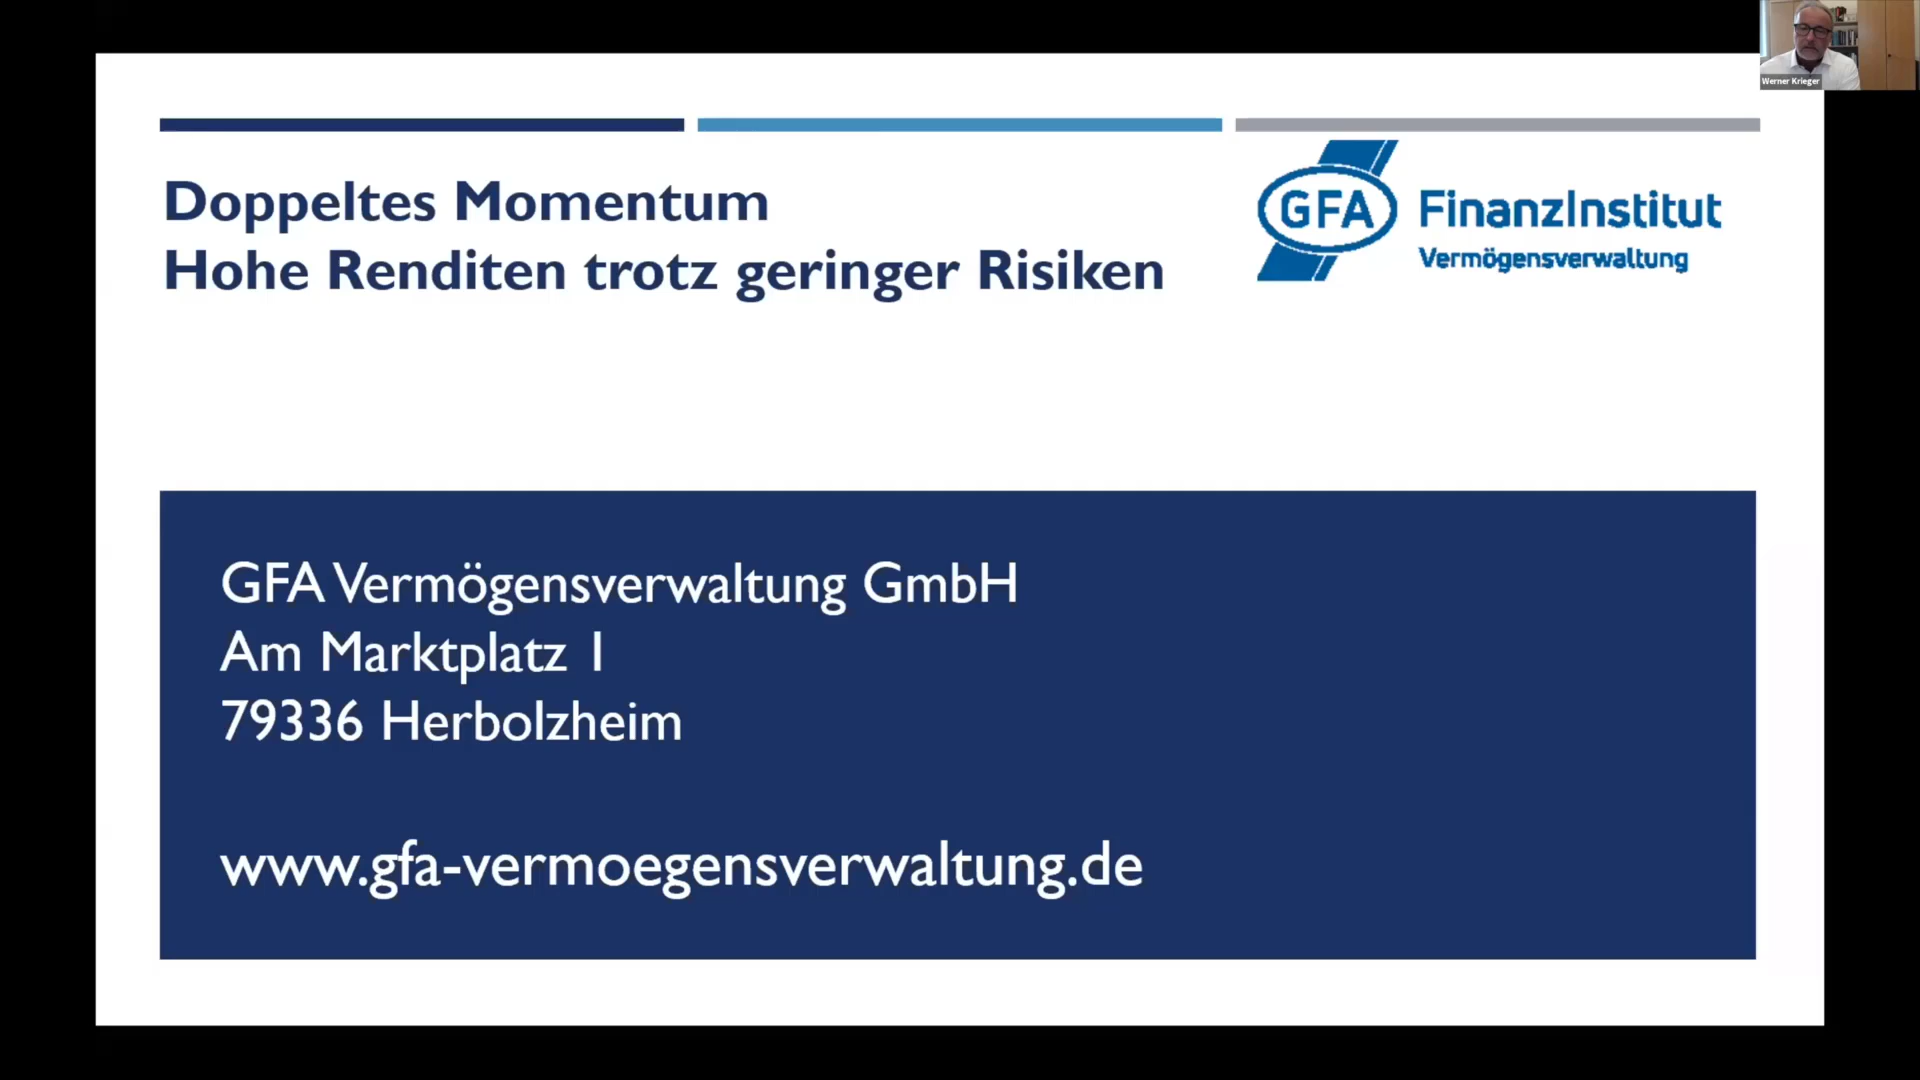 Werner Krieger
Doppeltes Momentum
Hohe Renditen trotz geringer Risiken
GFA FinanzInstitut
Vermögensverwaltung
GFA Vermögensverwaltung GmbH
Am Marktplatz 1
79336 Herbolzheim
www.gfa-vermoegensverwaltung.de